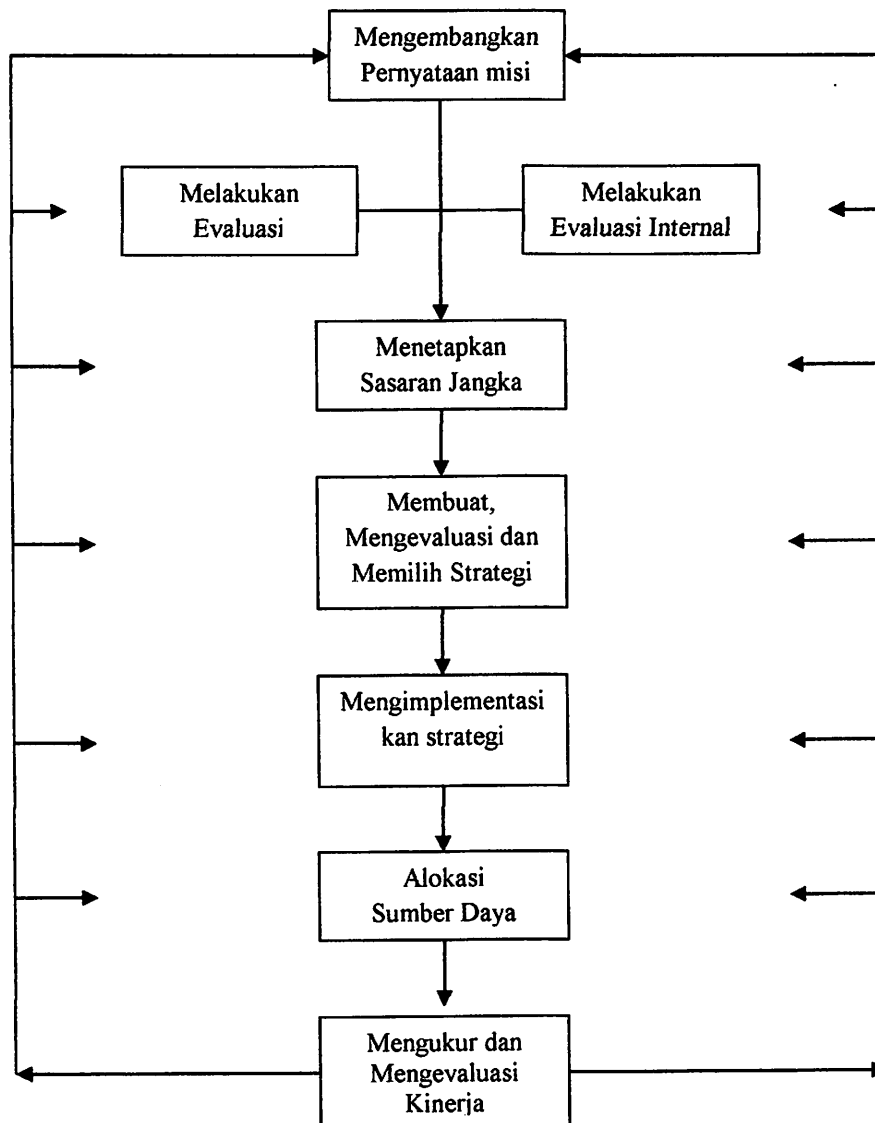 Mengembangkan
Pernyataan misi
Melakukan
Evaluasi
Melakukan
Evaluasi Internal
Menetapkan
Sasaran Jangka
Membuat,
Mengevaluasi dan
Memilih Strategi
Mengimplementasi
kan strategi
Alokasi
Sumber Daya
Mengukur dan
Mengevaluasi
Kinerja